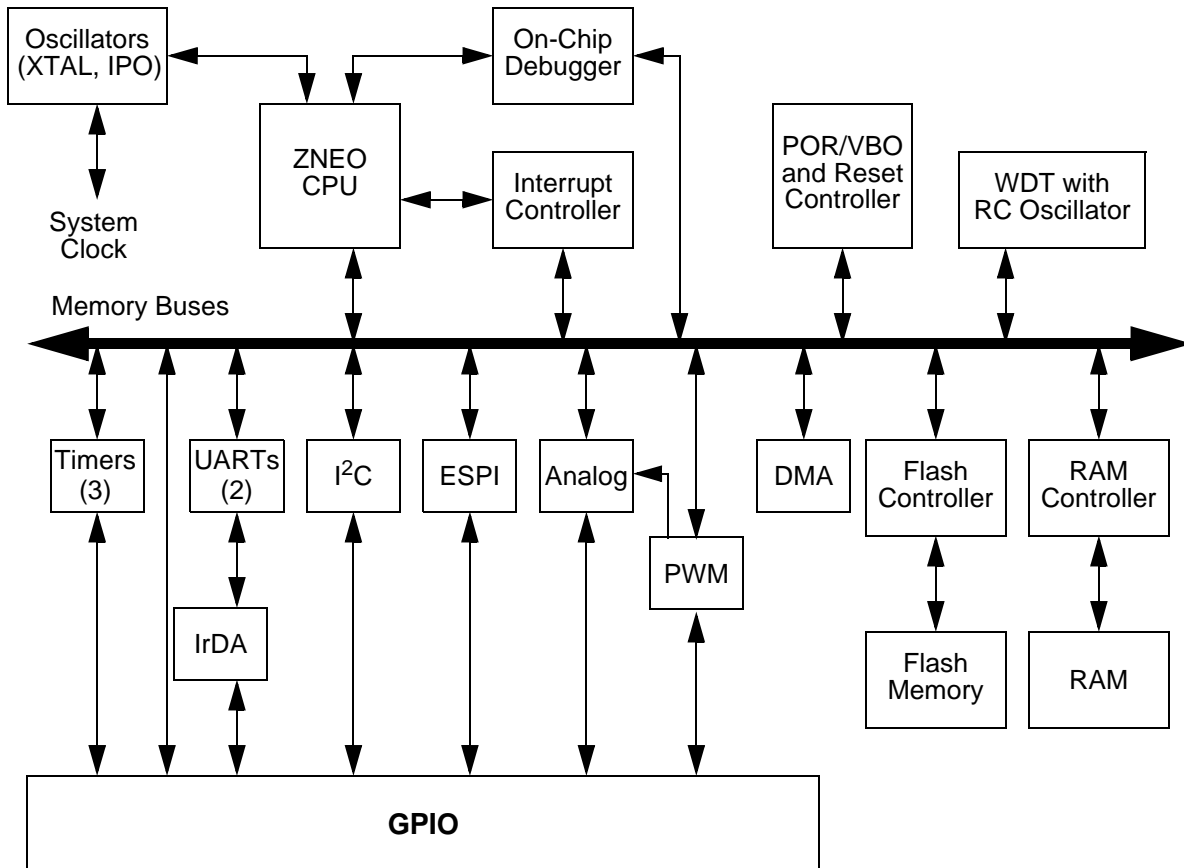 Oscillators
(XTAL, IPO)
On-Chip
Debugger
ZNEO
CPU
Interrupt
Controller
POR/VBO
and Reset
Controller
WDT with
RC Oscillator
System
Clock
Memory Buses
Timers
(3)
UARTs
(2)
I²C
ESPI
Analog
DMA
Flash
Controller
RAM
Controller
PWM
IrDA
Flash
Memory
RAM
GPIO